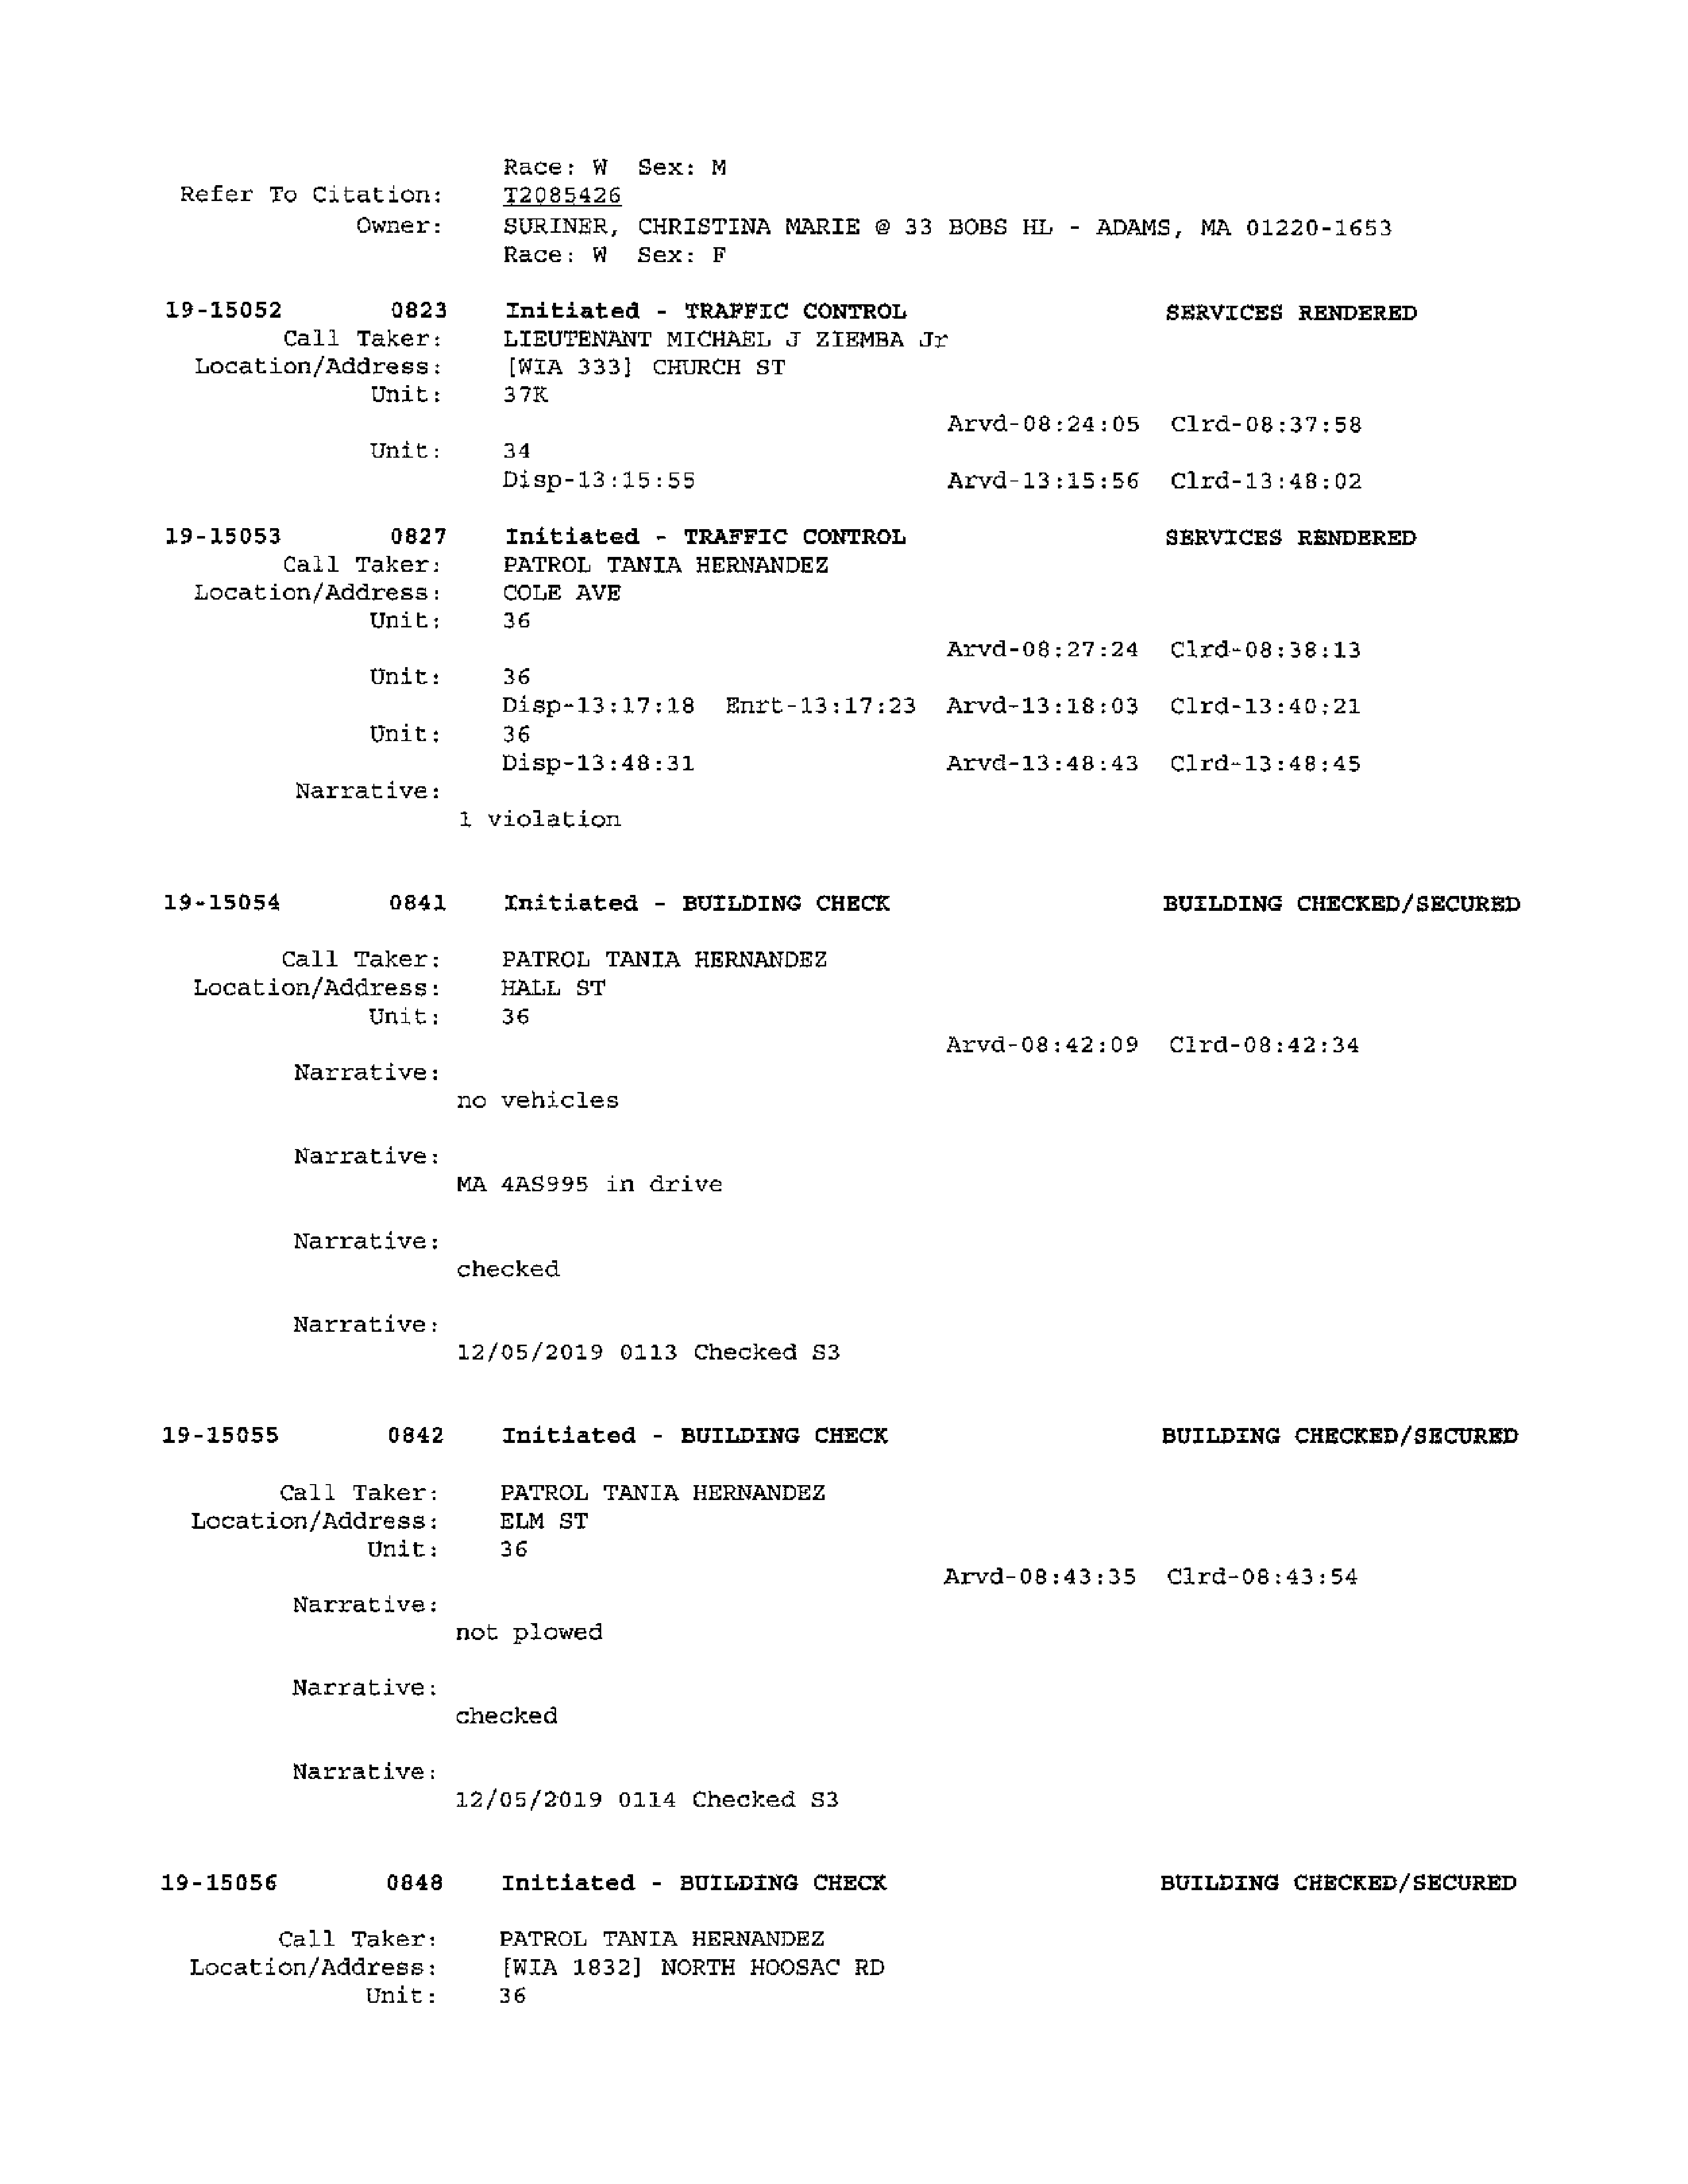 Race: W Sex: M
Refer To Citation: T2085426
Owner: SURINER, CHRISTINA MARIE @ 33 BOBS HL - ADAMS, MA 01220-1653
Race: W Sex: F
19-15052 0823 Initiated - TRAFFIC CONTROL SERVICES RENDERED
Call Taker: LIEUTENANT MICHAEL J ZIEMBA Jr
Location/Address: [WIA 333] CHURCH ST
Unit: 37K
Arvd-08:24:05 Clrd-08:37:58
Unit: 34
Disp-13:15:55 Arvd-13:15:56 Clrd-13:48:02
19-15053 0827 Initiated - TRAFFIC CONTROL SERVICES RENDERED
Call Taker: PATROL TANIA HERNANDEZ
Location/Address: COLE AVE
Unit: 36
Arvd-08:27:24 Clrd-08:38:13
Unit: 36
Disp-13:17:18 Enrt-13:17:23 Arvd-13:18:03 Clrd-13:40:21
Unit: 36
Disp-13:48:31 Arvd-13:48:43 Clrd-13:48:45
Narrative:
1 violation
19-15054 0841 Initiated - BUILDING CHECK BUILDING CHECKED/SECURED
Call Taker: PATROL TANIA HERNANDEZ
Location/Address: HALL ST
Unit: 36
Arvd-08:42:09 Clrd-08:42:34
Narrative:
no vehicles
Narrative:
MA 4AS995 in drive
Narrative:
checked
Narrative:
12/05/2019 0113 Checked S3
19-15055 0842 Initiated - BUILDING CHECK BUILDING CHECKED/SECURED
Call Taker: PATROL TANIA HERNANDEZ
Location/Address: ELM ST
Unit: 36
Arvd-08:43:35 Clrd-08:43:54
Narrative:
not plowed
Narrative:
checked
Narrative:
12/05/2019 0114 Checked S3
19-15056 0848 Initiated - BUILDING CHECK BUILDING CHECKED/SECURED
Call Taker: PATROL TANIA HERNANDEZ
Location/Address: [WIA 1832] NORTH HOOSAC RD
Unit: 36